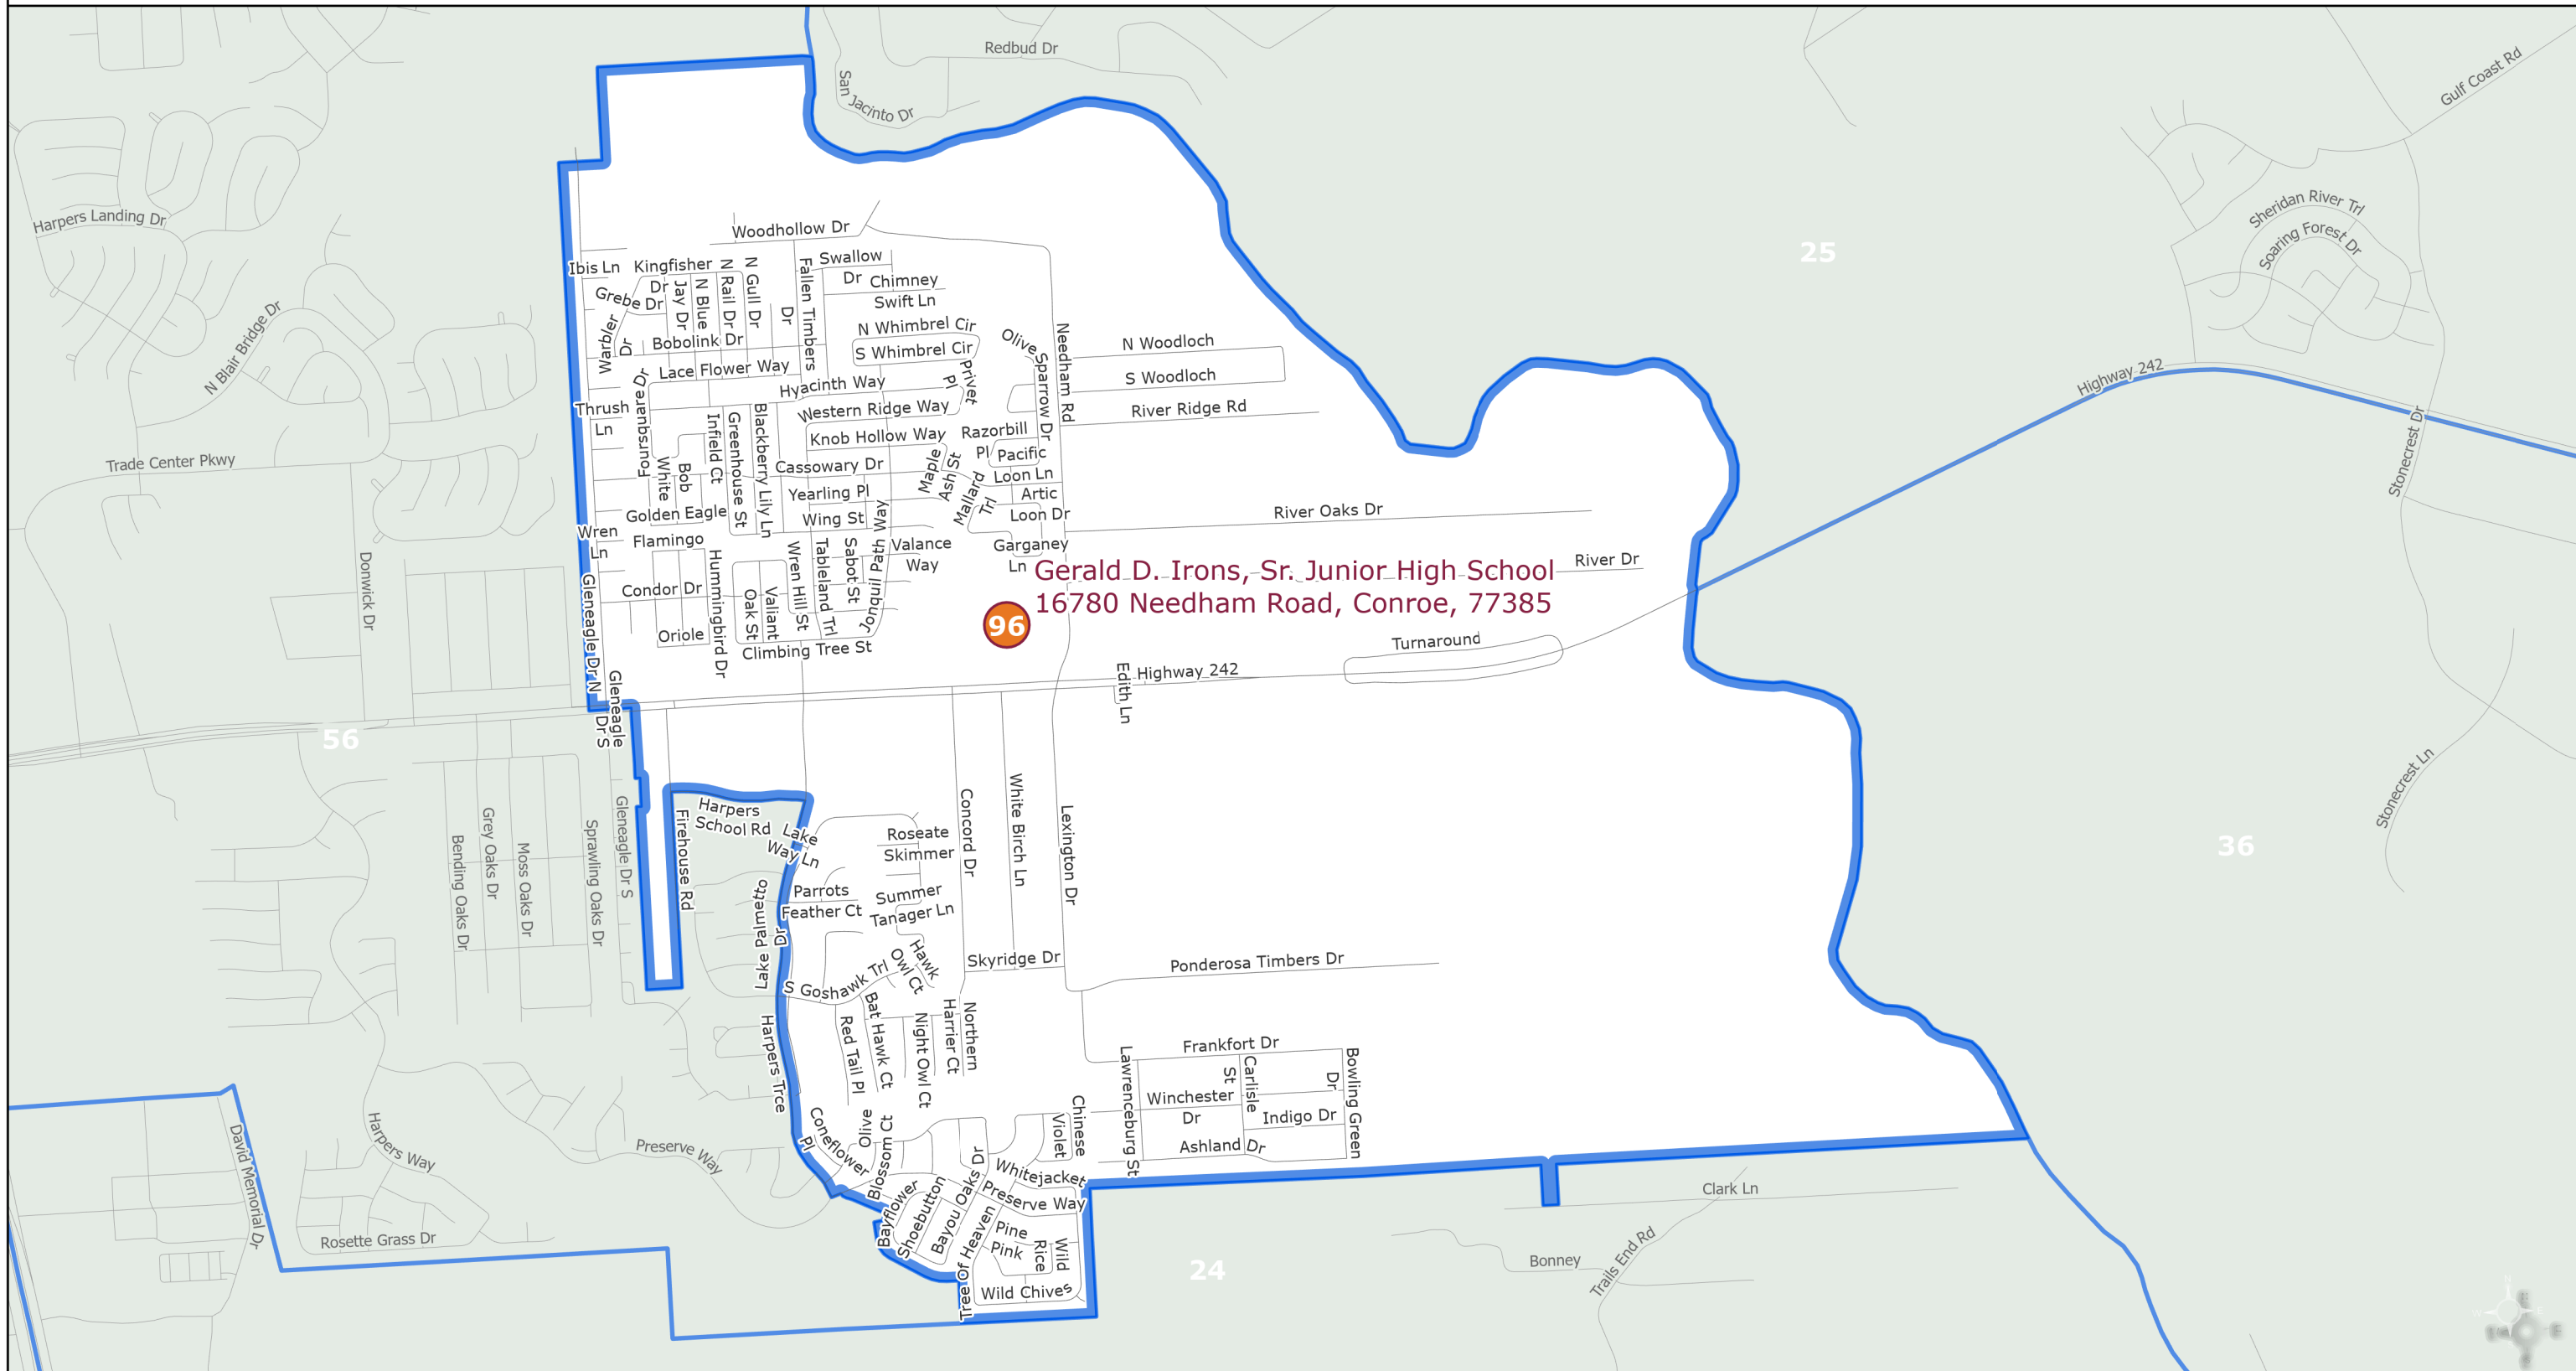 Redbud Dr
San Jacinto Dr
Gulf Coast Rd
Harpers Landing Dr
Sheridan River Trl
Soaring Forest Dr
25
Woodhollow Dr
Ibis Ln
Kingfisher
Dr
N Rail Dr
N Gull Dr
Fallen Timbers
Dr
Swallow
Dr
Chimney
Swift Ln
Grebe Dr
Jay Dr
N Blue
N Blair Bridge Dr
Warbler
Dr
Bobolink Dr
N Whimbrel Cir
S Whimbrel Cir
Olive
Sparrow Dr
Needham Rd
N Woodloch
S Woodloch
River Ridge Rd
Highway 242
Lace Flower Way
Hyacinth Way
Privet
Pl
Foursquare Dr
Thrush
Ln
Western Ridge Way
Knob Hollow Way
Razorbill
Pl
Pacific
Loon Ln
Artic
Loon Dr
Infield Ct
Greenhouse St
Blackberry Lily Ln
Cassowary Dr
Maple
Ash St
Mallard
Trl
Trade Center Pkwy
White
Bob
Yearling Pl
Golden Eagle
Wing St
Stonecrest Dr
River Oaks Dr
Wren
Ln
Flamingo
Valance
Way
Garganey
Ln
Donwick Dr
Gleneagle Dr N
Condor Dr
Hummingbird Dr
Oak St
Valiant
Wren Hill St
Tableland Trl
Sabot St
Jonquil Path Way
Gerald D. Irons, Sr. Junior High School
16780 Needham Road, Conroe, 77385
96
River Dr
Oriole
Climbing Tree St
Turnaround
Highway 242
Edith Ln
Gleneagle
Dr S
56
36
Stonecrest Ln
Harpers
School Rd
Lake
Way Ln
Firehouse Rd
Gleneagle Dr S
Sprawling Oaks Dr
Moss Oaks Dr
Grey Oaks Dr
Bending Oaks Dr
Roseate
Skimmer
Concord Dr
White Birch Ln
Lexington Dr
Parrots
Feather Ct
Summer
Tanager Ln
Lake Palmetto
Dr
Hawk
Owl Ct
Skyridge Dr
Ponderosa Timbers Dr
S Goshawk Trl
Harpers Trce
Red Tail Pl
Bat Hawk Ct
Night Owl Ct
Northern
Harrier Ct
Frankfort Dr
Lawrenceburg St
Carlisle
St
Bowling Green
Dr
Winchester
Dr
Indigo Dr
Ashland Dr
Chinese
Violet
David Memorial Dr
Harpers Way
Preserve Way
Coneflower
Pl
Olive
Blossom Ct
Whitejacket
Preserve Way
Bayflower
Shoebutton
Bayou Oaks
Dr
Tree Of Heaven
Pine
Pink
Wild
Rice
Wild Chives
Rosette Grass Dr
24
Clark Ln
Bonney
Trails End Rd